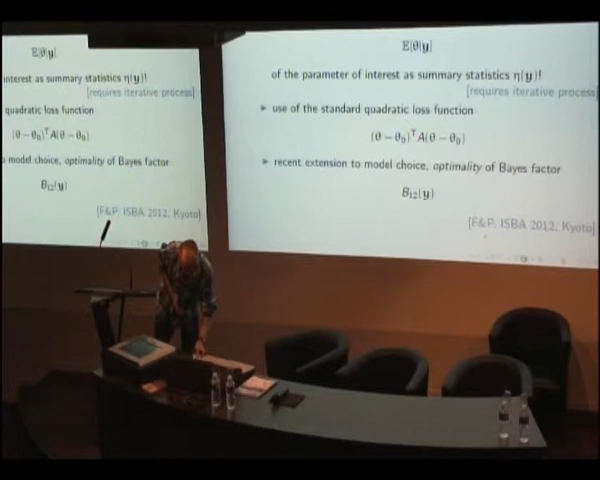 𝔼[θ|y]
interest as summary statistics η(y)!
[requires iterative process]
quadratic loss function
(θ − θ₀)ᵀA(θ − θ₀)
o model choice, optimality of Bayes factor
B₁₂(y)
[F&P, ISBA 2012, Kyoto]
𝔼[θ|y]
of the parameter of interest as summary statistics η(y)!
[requires iterative process]
► use of the standard quadratic loss function
(θ − θ₀)ᵀA(θ − θ₀)
► recent extension to model choice, optimality of Bayes factor
B₁₂(y)
[F&P, ISBA 2012, Kyoto]